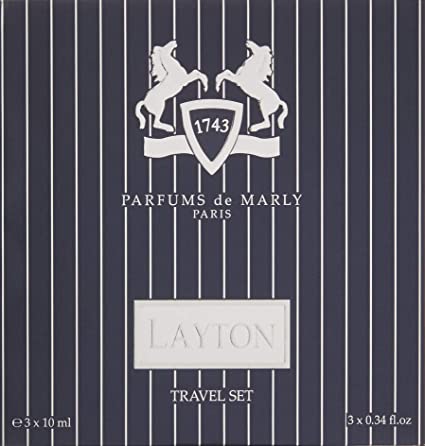 1743
PARFUMS de MARLY
PARIS
LAYTON
TRAVEL SET
℮ 3 x 10 ml
3 x 0.34 fl.oz